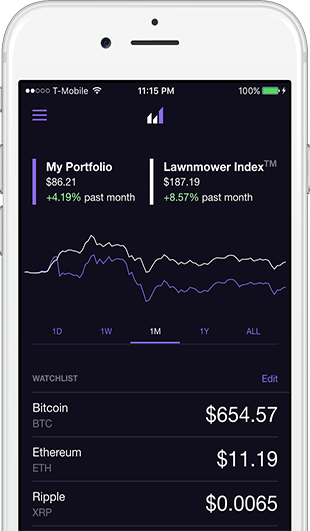 T-Mobile 11:15 PM 100%
My Portfolio
$86.21
+4.19% past month
Lawnmower Index™
$187.19
+8.57% past month
1D 1W 1M 1Y ALL
WATCHLIST Edit
Bitcoin
BTC
$654.57
Ethereum
ETH
$11.19
Ripple
XRP
$0.0065